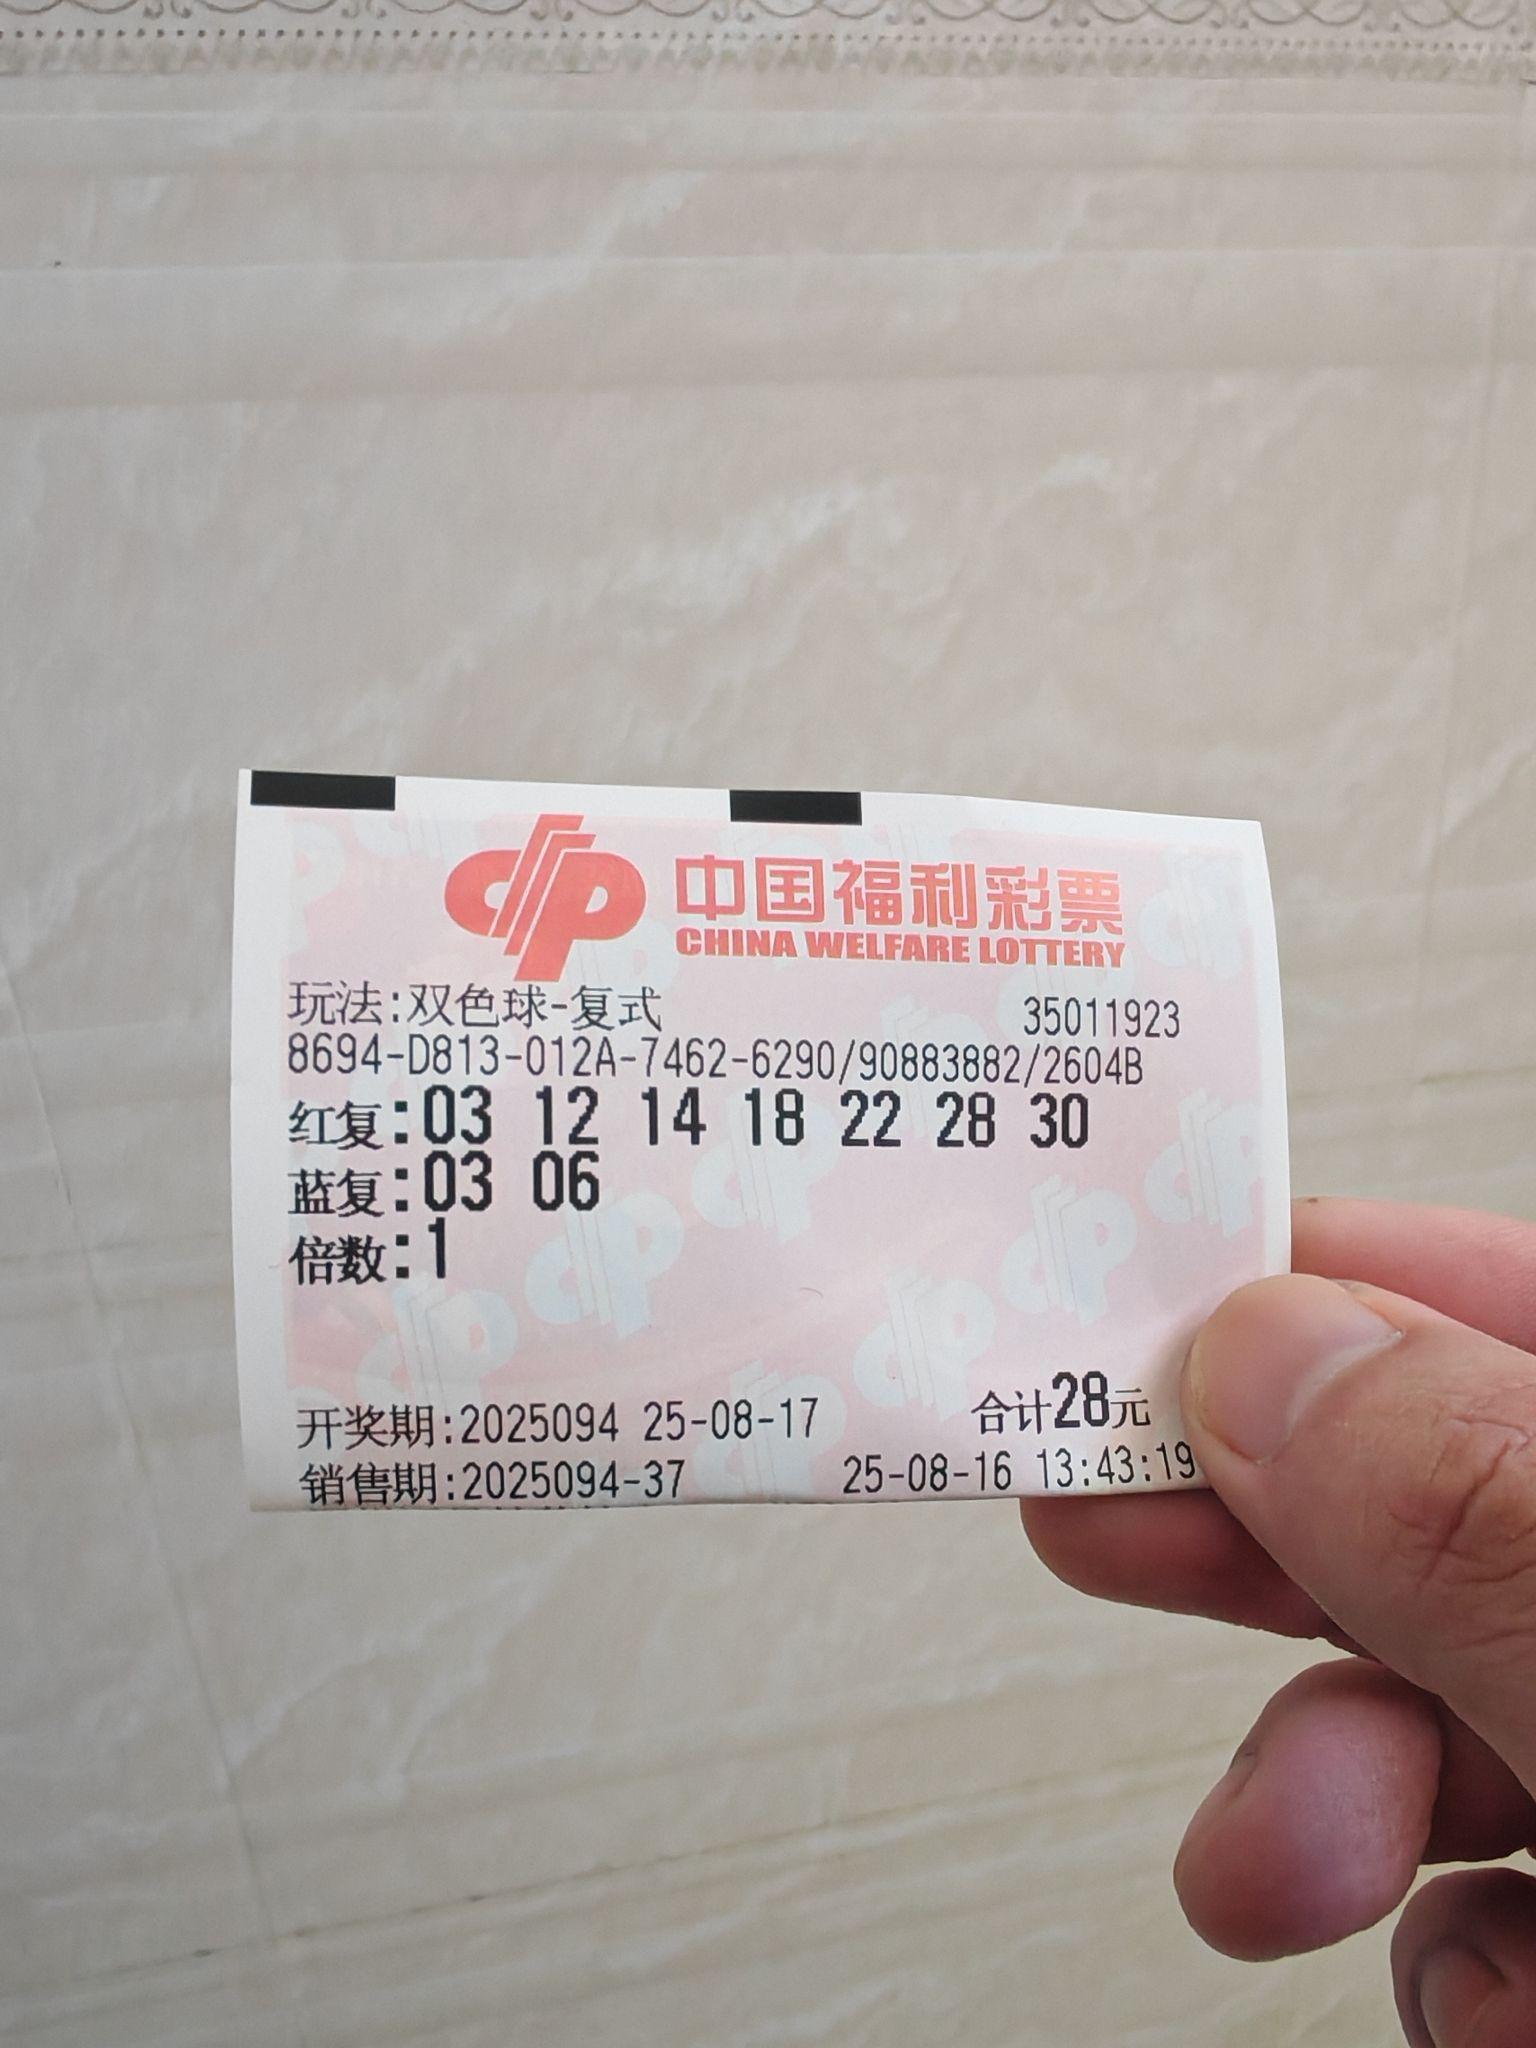 中国福利彩票
CHINA WELFARE LOTTERY
玩法:双色球-复式 35011923
8694-D813-012A-7462-6290/90883882/2604B
红复:03 12 14 18 22 28 30
蓝复:03 06
倍数:1
开奖期:2025094 25-08-17 合计28元
销售期:2025094-37 25-08-16 13:43:19